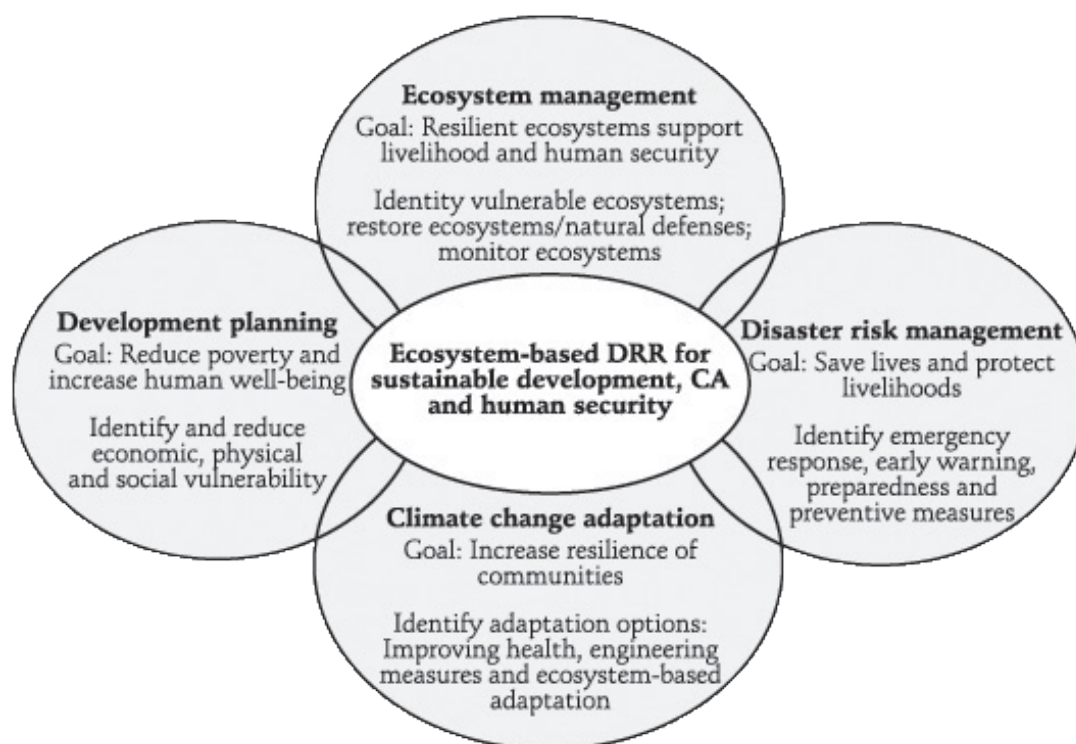 Ecosystem management
Goal: Resilient ecosystems support
livelihood and human security
Identity vulnerable ecosystems;
restore ecosystems/natural defenses;
monitor ecosystems
Development planning
Goal: Reduce poverty and
increase human well-being
Identify and reduce
economic, physical
and social vulnerability
Ecosystem-based DRR for
sustainable development, CA
and human security
Disaster risk management
Goal: Save lives and protect
livelihoods
Identify emergency
response, early warning,
preparedness and
preventive measures
Climate change adaptation
Goal: Increase resilience of
communities
Identify adaptation options:
Improving health, engineering
measures and ecosystem-based
adaptation